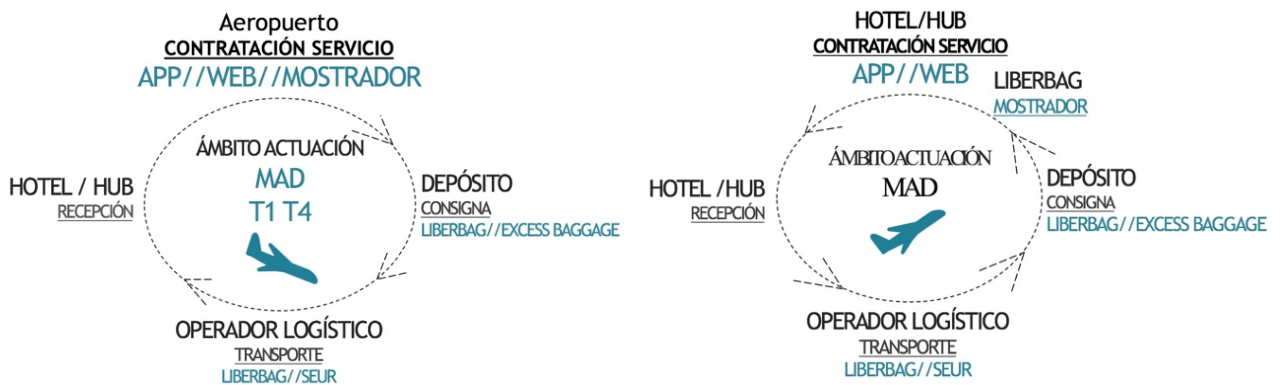 Aeropuerto
CONTRATACIÓN SERVICIO
APP//WEB//MOSTRADOR
ÁMBITO ACTUACIÓN
MAD
T1 T4
HOTEL / HUB
RECEPCIÓN
DEPÓSITO
CONSIGNA
LIBERBAG//EXCESS BAGGAGE
OPERADOR LOGÍSTICO
TRANSPORTE
LIBERBAG//SEUR
HOTEL/HUB
CONTRATACIÓN SERVICIO
APP//WEB
LIBERBAG
MOSTRADOR
ÁMBITO ACTUACIÓN
MAD
HOTEL /HUB
RECEPCIÓN
DEPÓSITO
CONSIGNA
LIBERBAG//EXCESS BAGGAGE
OPERADOR LOGÍSTICO
TRANSPORTE
LIBERBAG//SEUR